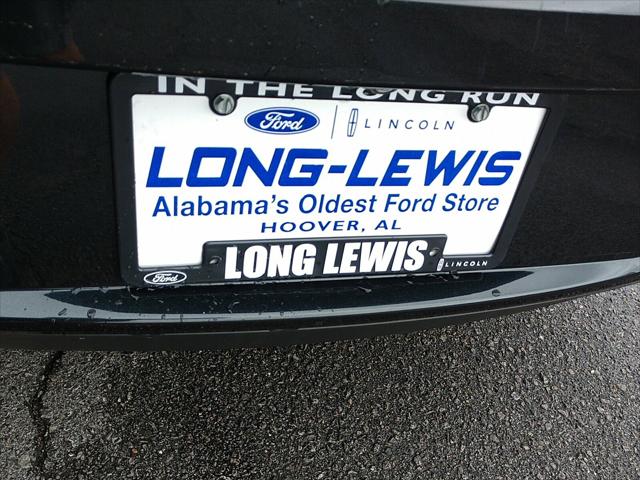 IN THE LONG RUN
Ford LINCOLN
LONG-LEWIS
Alabama's Oldest Ford Store
HOOVER, AL
LONG LEWIS
Ford LINCOLN